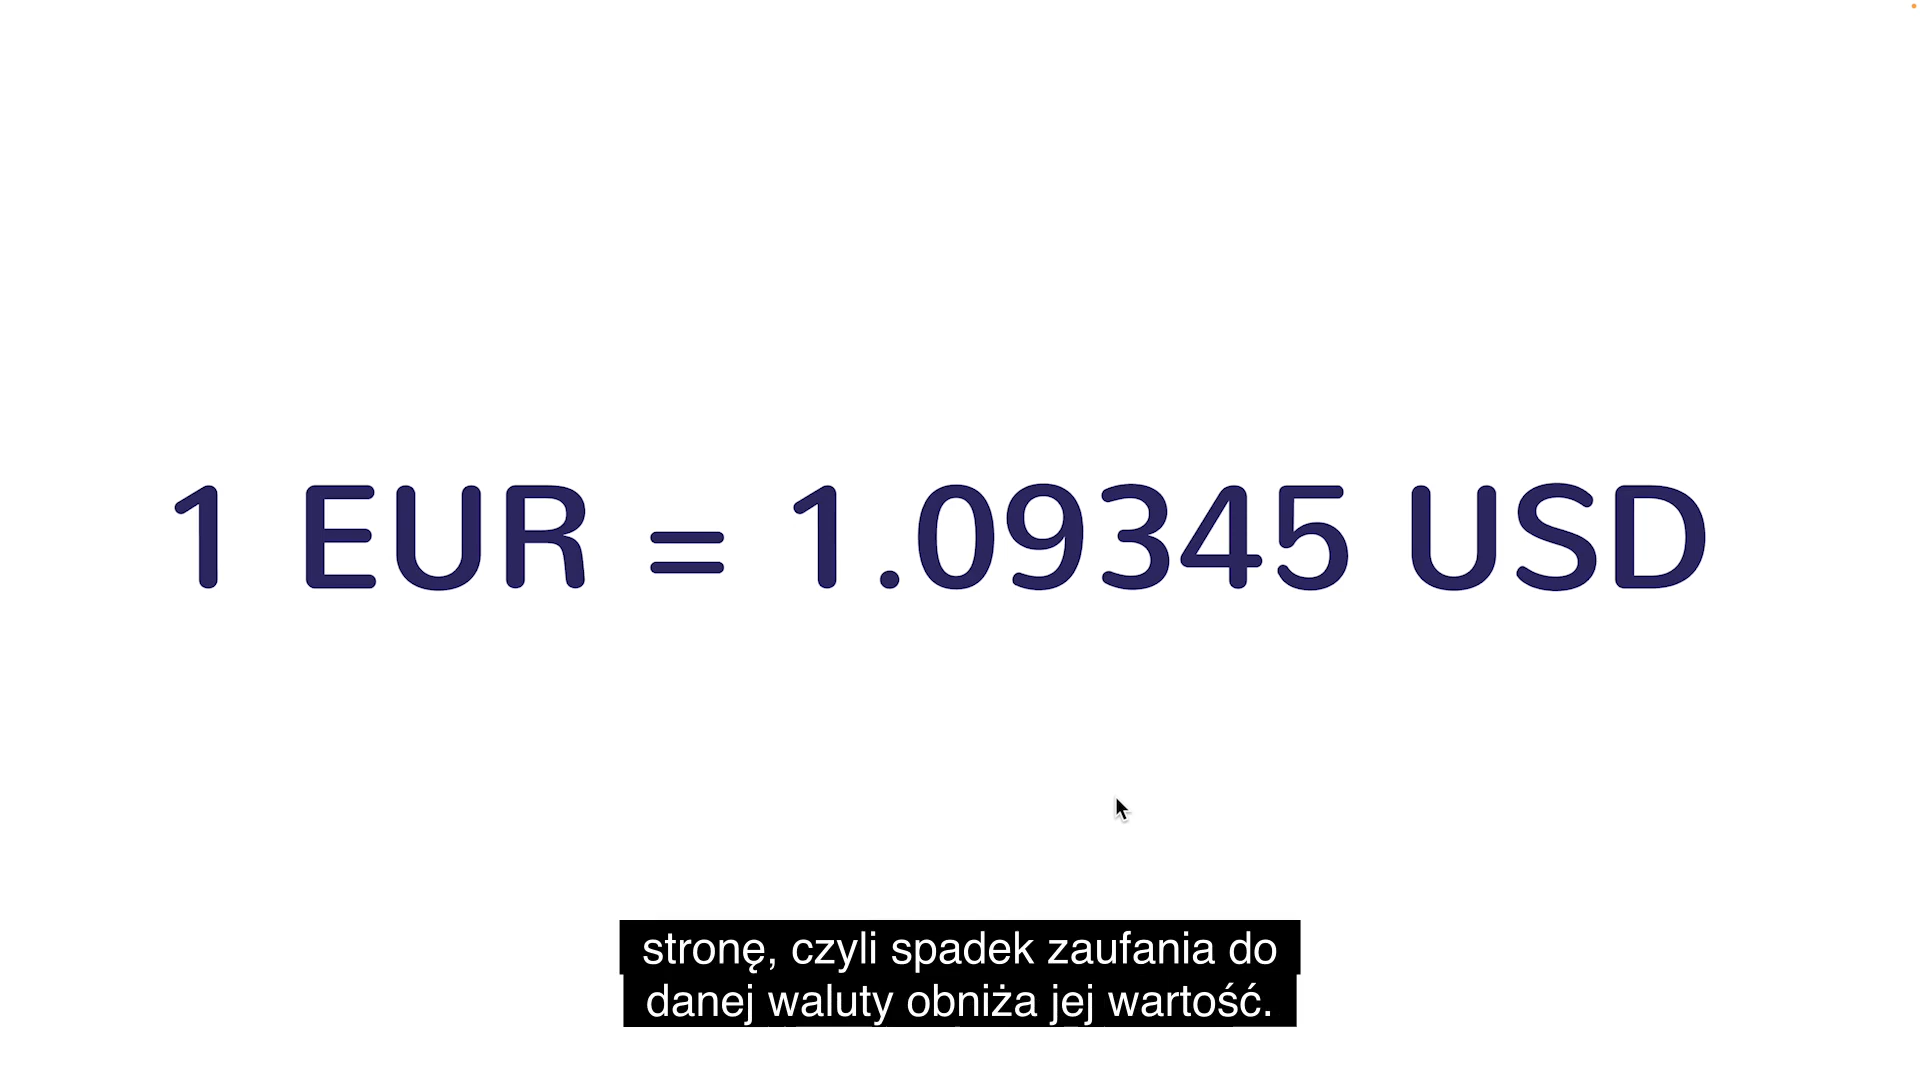 1 EUR = 1.09345 USD
stronę, czyli spadek zaufania do
danej waluty obniża jej wartość.